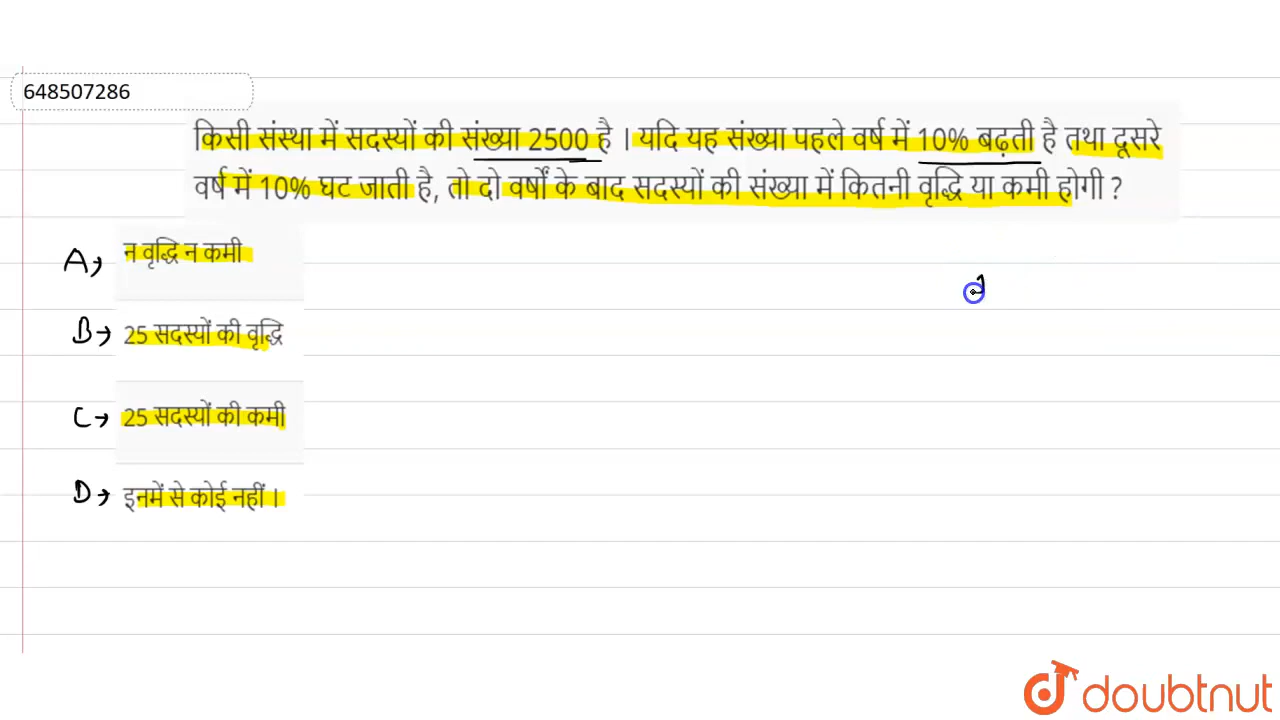 648507286
किसी संस्था में सदस्यों की संख्या 2500 है । यदि यह संख्या पहले वर्ष में 10% बढ़ती है तथा दूसरे
वर्ष में 10% घट जाती है, तो दो वर्षों के बाद सदस्यों की संख्या में कितनी वृद्धि या कमी होगी ?
A, न वृद्धि न कमी
B, 25 सदस्यों की वृद्धि
C, 25 सदस्यों की कमी
D, इनमें से कोई नहीं ।
doubtnut